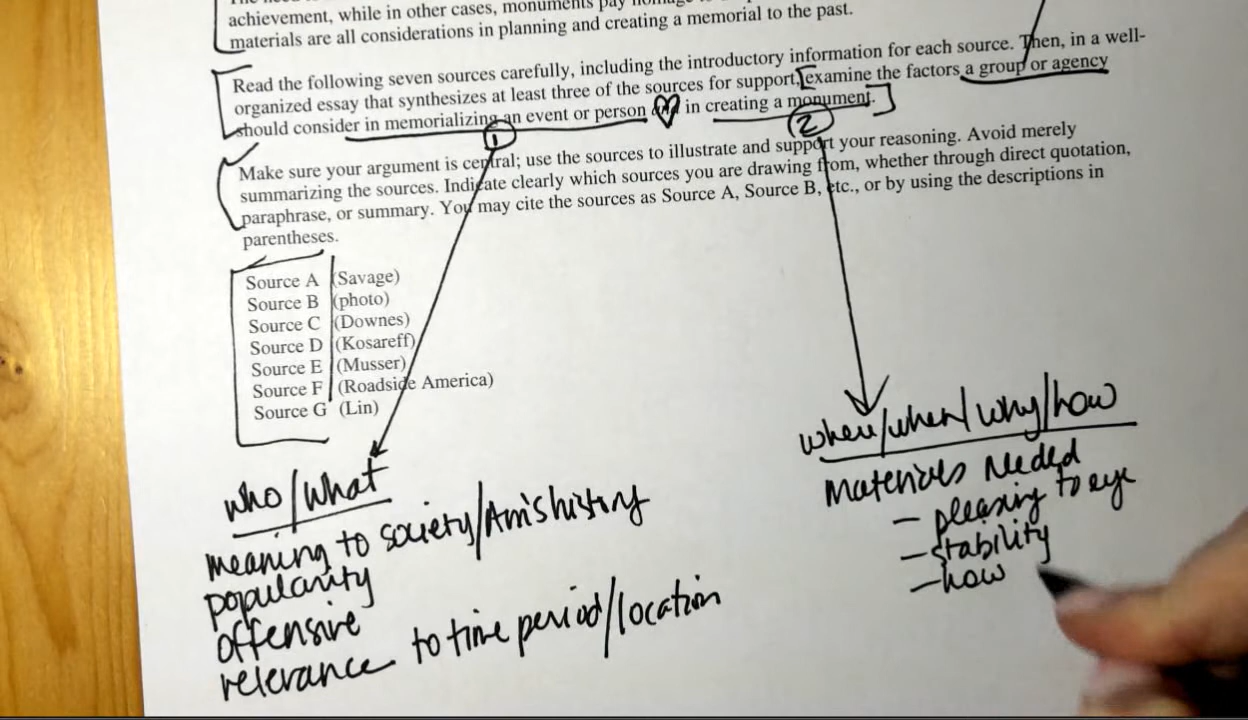 achievement, while in other cases, monuments pay homage to
materials are all considerations in planning and creating a memorial to the past.
Read the following seven sources carefully, including the introductory information for each source. Then, in a well-
organized essay that synthesizes at least three of the sources for support, examine the factors a group or agency
should consider in memorializing an event or person and in creating a monument.
1
2
Make sure your argument is central; use the sources to illustrate and support your reasoning. Avoid merely
summarizing the sources. Indicate clearly which sources you are drawing from, whether through direct quotation,
paraphrase, or summary. You may cite the sources as Source A, Source B, etc., or by using the descriptions in
parentheses.
Source A (Savage)
Source B (photo)
Source C (Downes)
Source D (Kosareff)
Source E (Musser)
Source F (Roadside America)
Source G (Lin)
who/what
meaning to society/Am's history
popularity
offensive
relevance to time period/location
where/when/why/how
Materials needed
- pleasing to eye
- stability
- how